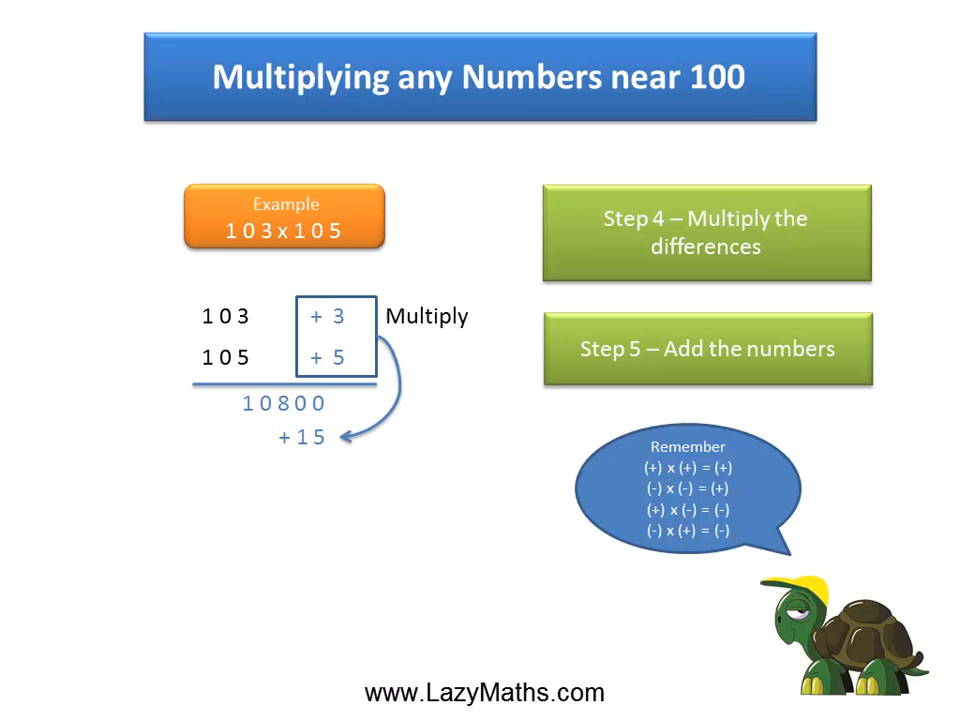 Multiplying any Numbers near 100
Example
1 0 3 x 1 0 5
Step 4 – Multiply the
differences
1 0 3 + 3 Multiply
1 0 5 + 5
1 0 8 0 0
+ 1 5
Step 5 – Add the numbers
Remember
(+) x (+) = (+)
(-) x (-) = (+)
(+) x (-) = (-)
(-) x (+) = (-)
www.LazyMaths.com